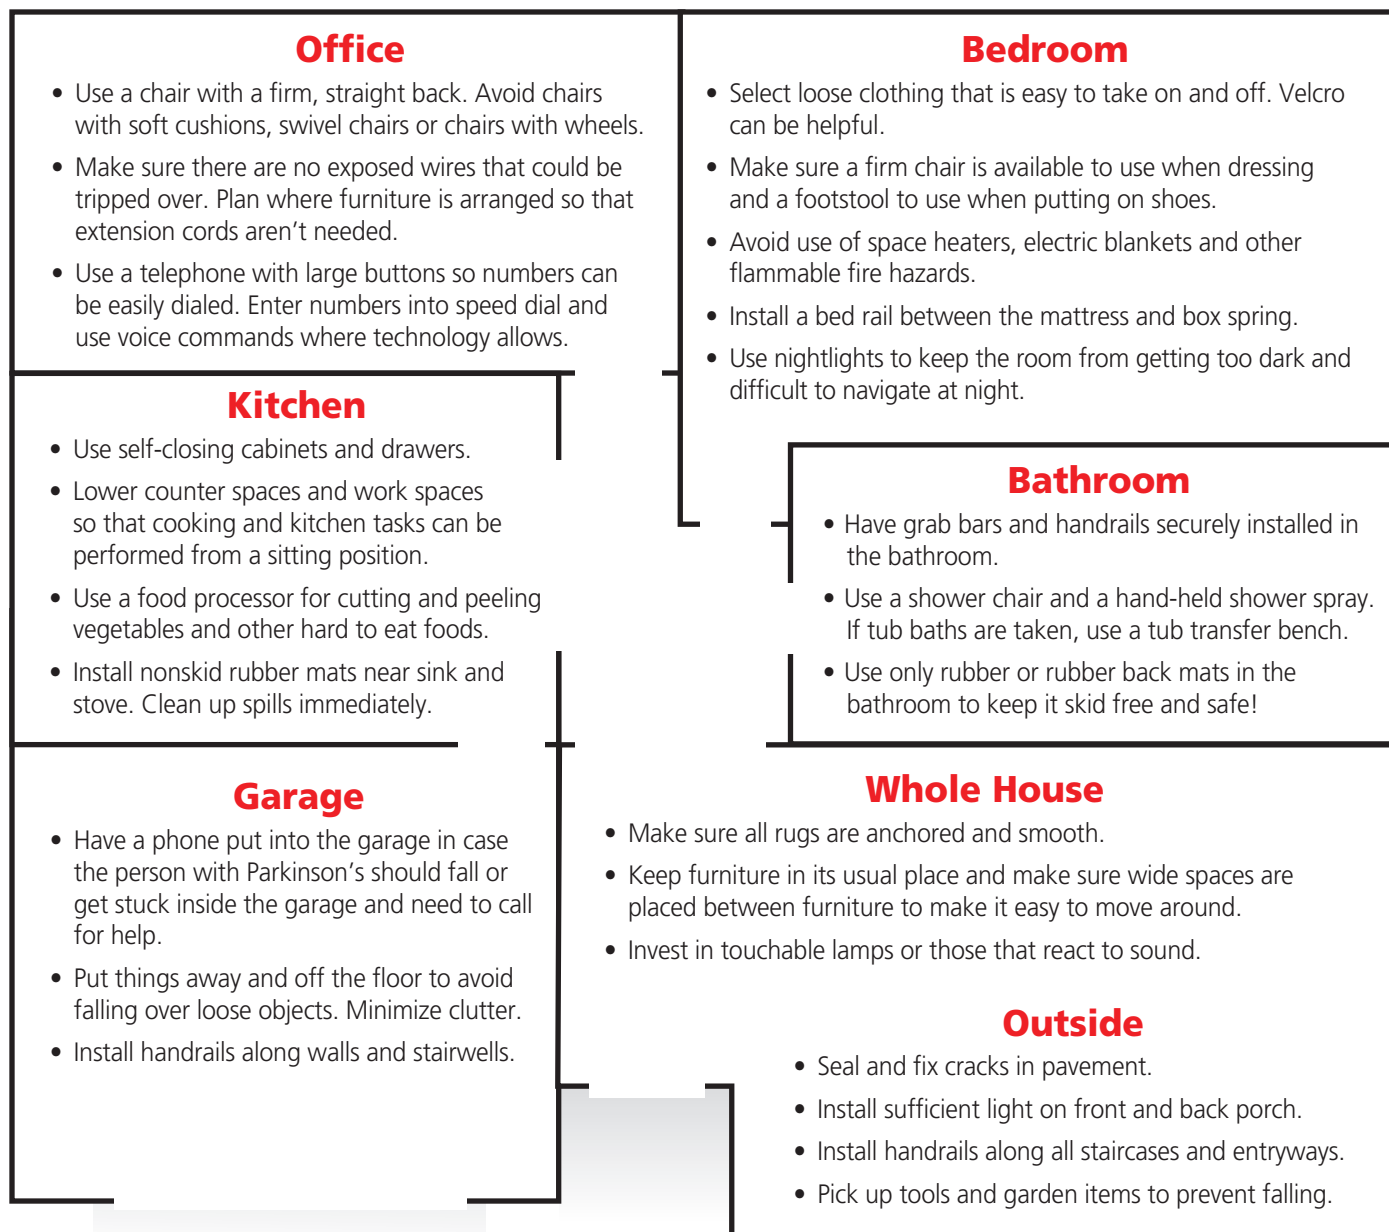 Office
• Use a chair with a firm, straight back. Avoid chairs
with soft cushions, swivel chairs or chairs with wheels.
• Make sure there are no exposed wires that could be
tripped over. Plan where furniture is arranged so that
extension cords aren’t needed.
• Use a telephone with large buttons so numbers can
be easily dialed. Enter numbers into speed dial and
use voice commands where technology allows.
Bedroom
• Select loose clothing that is easy to take on and off. Velcro
can be helpful.
• Make sure a firm chair is available to use when dressing
and a footstool to use when putting on shoes.
• Avoid use of space heaters, electric blankets and other
flammable fire hazards.
• Install a bed rail between the mattress and box spring.
• Use nightlights to keep the room from getting too dark and
difficult to navigate at night.
Kitchen
• Use self-closing cabinets and drawers.
• Lower counter spaces and work spaces
so that cooking and kitchen tasks can be
performed from a sitting position.
• Use a food processor for cutting and peeling
vegetables and other hard to eat foods.
• Install nonskid rubber mats near sink and
stove. Clean up spills immediately.
Bathroom
• Have grab bars and handrails securely installed in
the bathroom.
• Use a shower chair and a hand-held shower spray.
If tub baths are taken, use a tub transfer bench.
• Use only rubber or rubber back mats in the
bathroom to keep it skid free and safe!
Garage
• Have a phone put into the garage in case
the person with Parkinson’s should fall or
get stuck inside the garage and need to call
for help.
• Put things away and off the floor to avoid
falling over loose objects. Minimize clutter.
• Install handrails along walls and stairwells.
Whole House
• Make sure all rugs are anchored and smooth.
• Keep furniture in its usual place and make sure wide spaces are
placed between furniture to make it easy to move around.
• Invest in touchable lamps or those that react to sound.
Outside
• Seal and fix cracks in pavement.
• Install sufficient light on front and back porch.
• Install handrails along all staircases and entryways.
• Pick up tools and garden items to prevent falling.